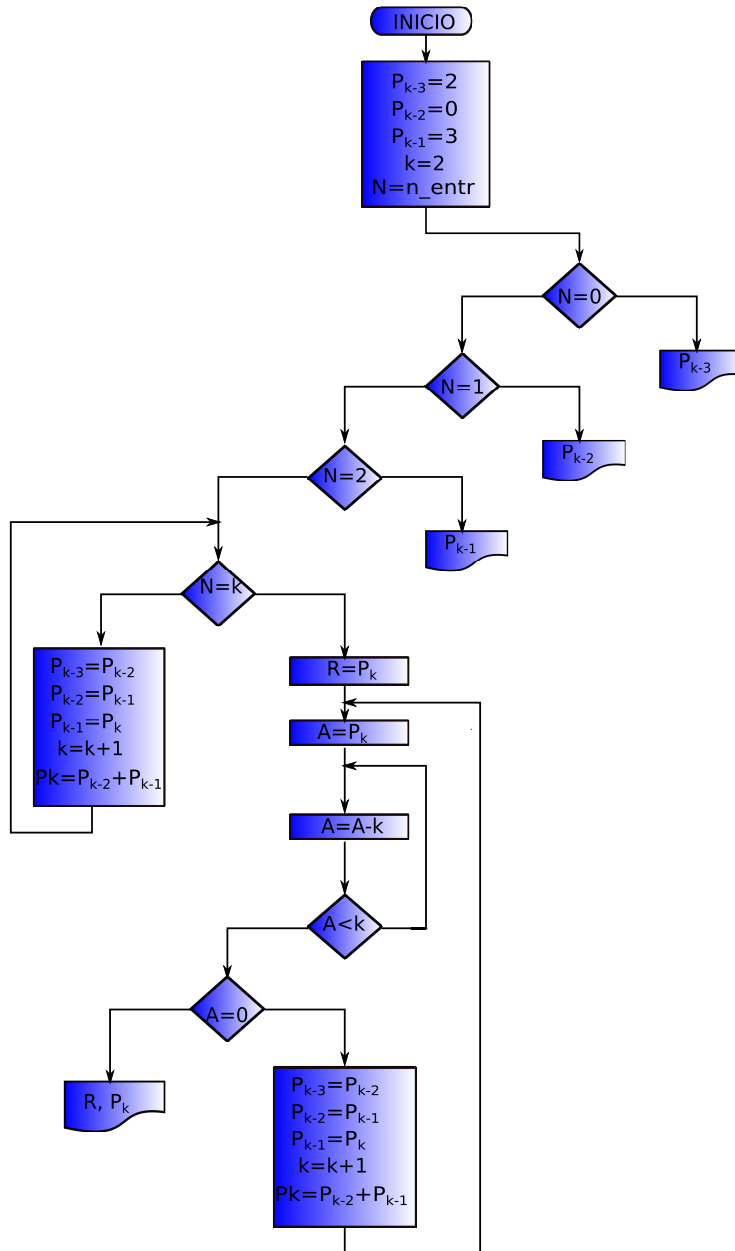 INICIO
Pk-3=2
Pk-2=0
Pk-1=3
k=2
N=n_entr
N=0
Pk-3
N=1
Pk-2
N=2
Pk-1
N=k
Pk-3=Pk-2
Pk-2=Pk-1
Pk-1=Pk
k=k+1
Pk=Pk-2+Pk-1
R=Pk
A=Pk
A=A-k
A<k
A=0
R, Pk
Pk-3=Pk-2
Pk-2=Pk-1
Pk-1=Pk
k=k+1
Pk=Pk-2+Pk-1